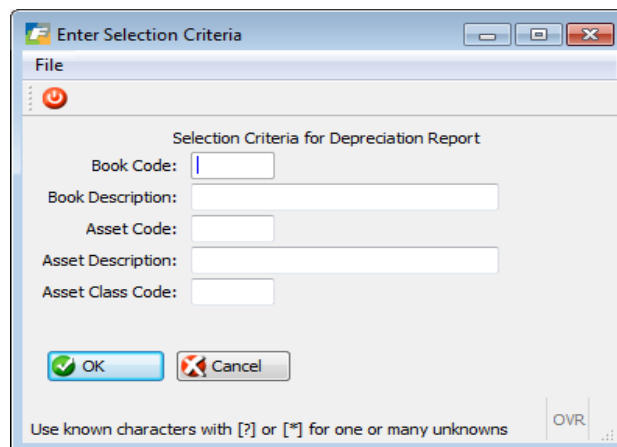 Enter Selection Criteria
File
Selection Criteria for Depreciation Report
Book Code:
Book Description:
Asset Code:
Asset Description:
Asset Class Code:
OK Cancel
Use known characters with [?] or [*] for one or many unknowns OVR